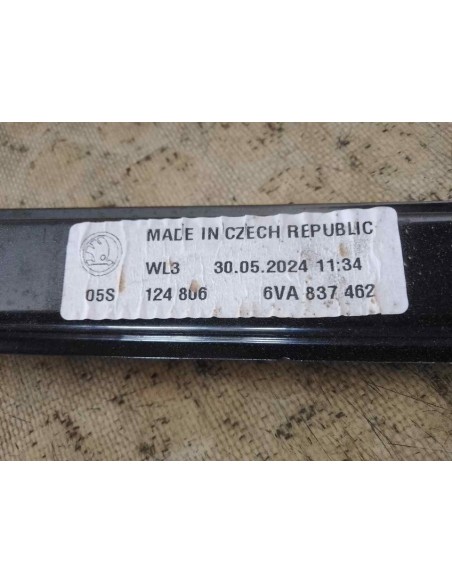 MADE IN CZECH REPUBLIC
WL3 30.05.2024 11:34
05S 124 806 6VA 837 462